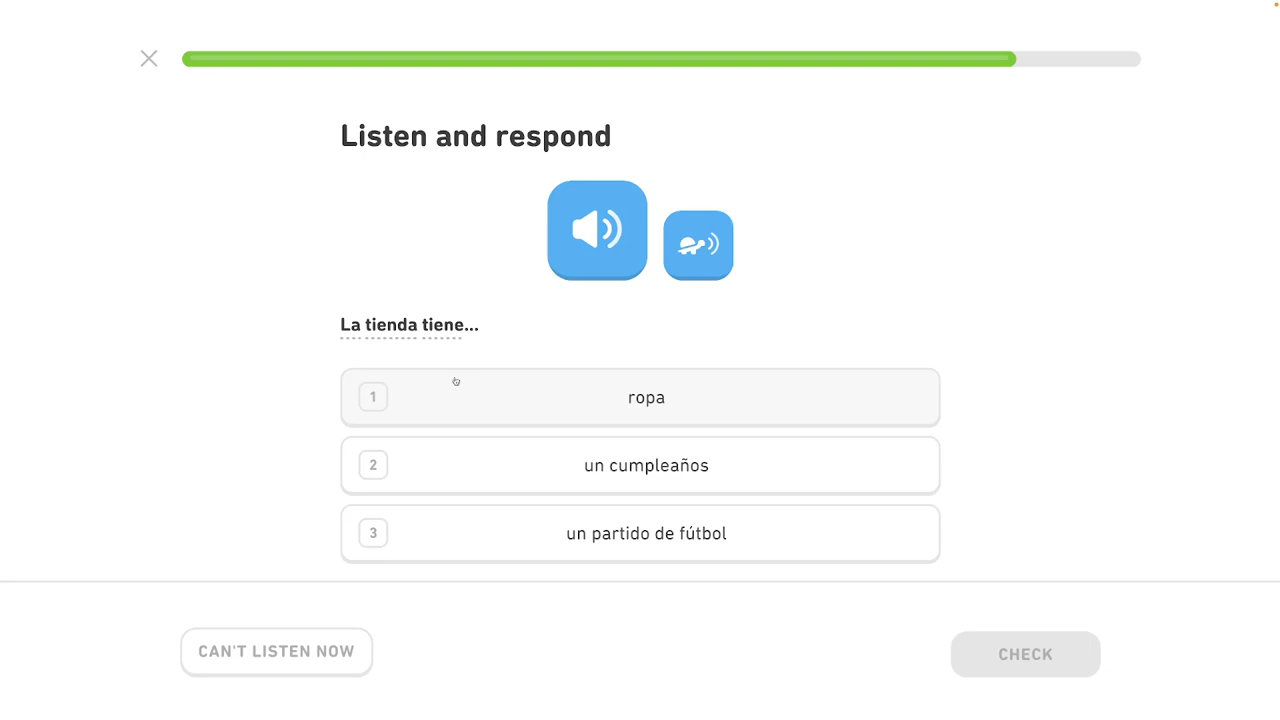 Listen and respond
La tienda tiene...
1 ropa
2 un cumpleaños
3 un partido de fútbol
CAN'T LISTEN NOW
CHECK